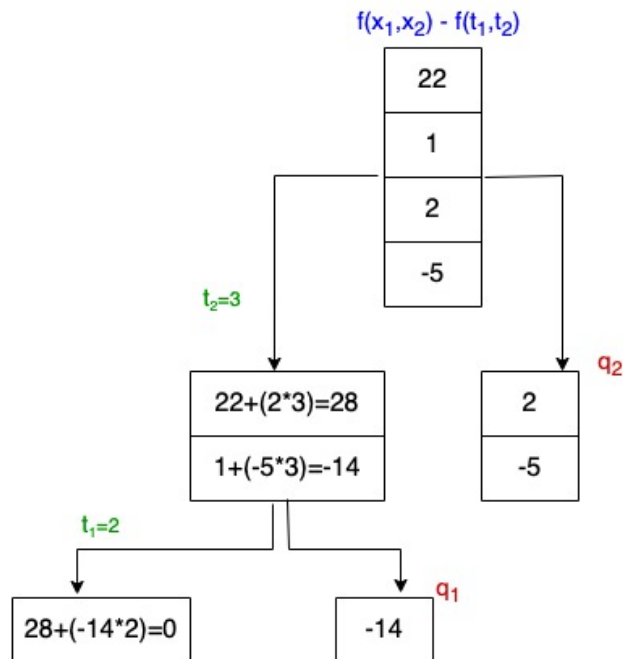 f(x₁,x₂) - f(t₁,t₂)
22
1
2
-5
t₂=3
q₂
22+(2*3)=28
2
1+(-5*3)=-14
-5
t₁=2
q₁
28+(-14*2)=0
-14